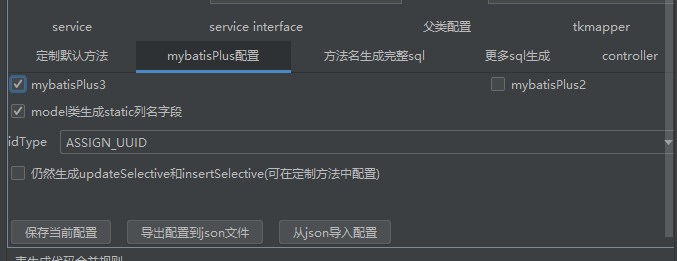 service service interface 父类配置 tkmapper
定制默认方法 mybatisPlus配置 方法名生成完整sql 更多sql生成 controller
mybatisPlus3 mybatisPlus2
model类生成static列名字段
idType ASSIGN_UUID
仍然生成updateSelective和insertSelective(可在定制方法中配置)
保存当前配置 导出配置到json文件 从json导入配置